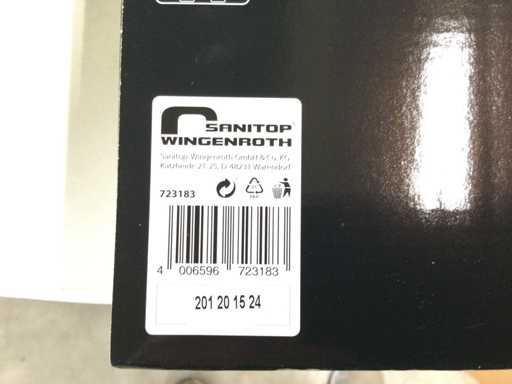 SANITOP
WINGENROTH
Sanitop-Wingenroth GmbH & Co. KG
Katzheide 21-25, D-48231 Warendorf
723183
4 006596 723183
201 20 15 24